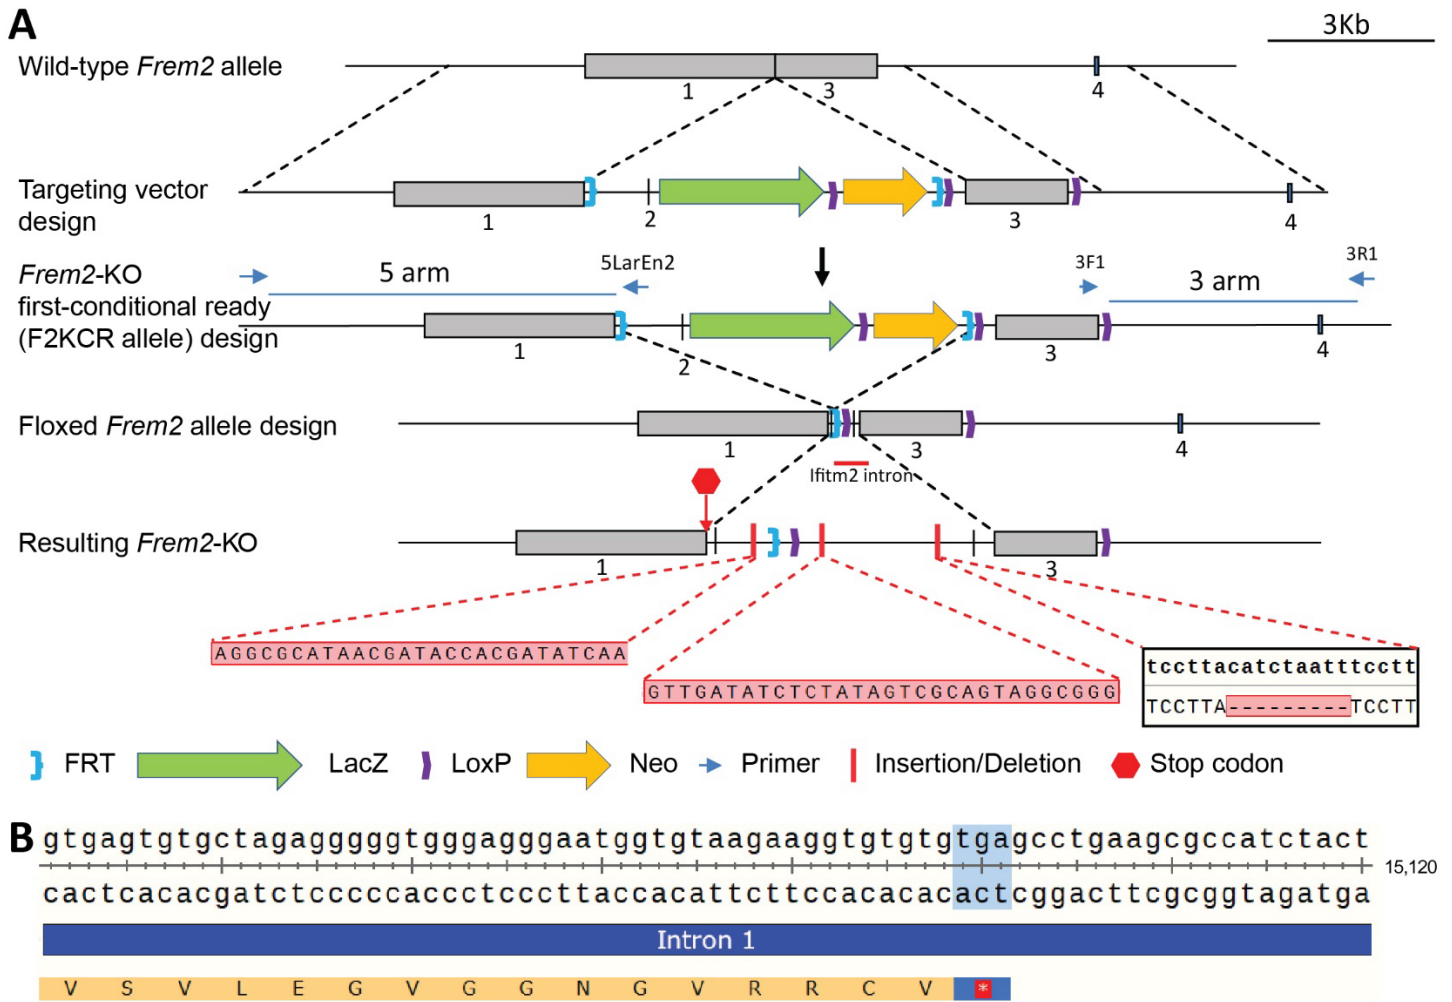 A
3Kb
Wild-type Frem2 allele
1 3 4
Targeting vector
design
1 2 3 4
Frem2-KO
first-conditional ready
(F2KCR allele) design
5 arm 5LarEn2 3F1 3 arm 3R1
1 2 3 4
Floxed Frem2 allele design
1 3 4
Ifitm2 intron
Resulting Frem2-KO
1 3
AGGCGCATAACGATACCACGATATCAA
GTTGATATCTCTATAGTCGCAGTAGGCGGG
tccttacatctaatttcctt
TCCTTA---------TCCTT
FRT LacZ LoxP Neo Primer Insertion/Deletion Stop codon
B
gtgagtgtgctagagggggtgggagggaatggtgtaagaaggtgtgtgtgagcctgaagcgccatctact
15,120
cactcacacgatctcccccaccctcccttaccacattcttccacacacactcggacttcgcggtagatga
Intron 1
V S V L E G V G G N G V R R C V *